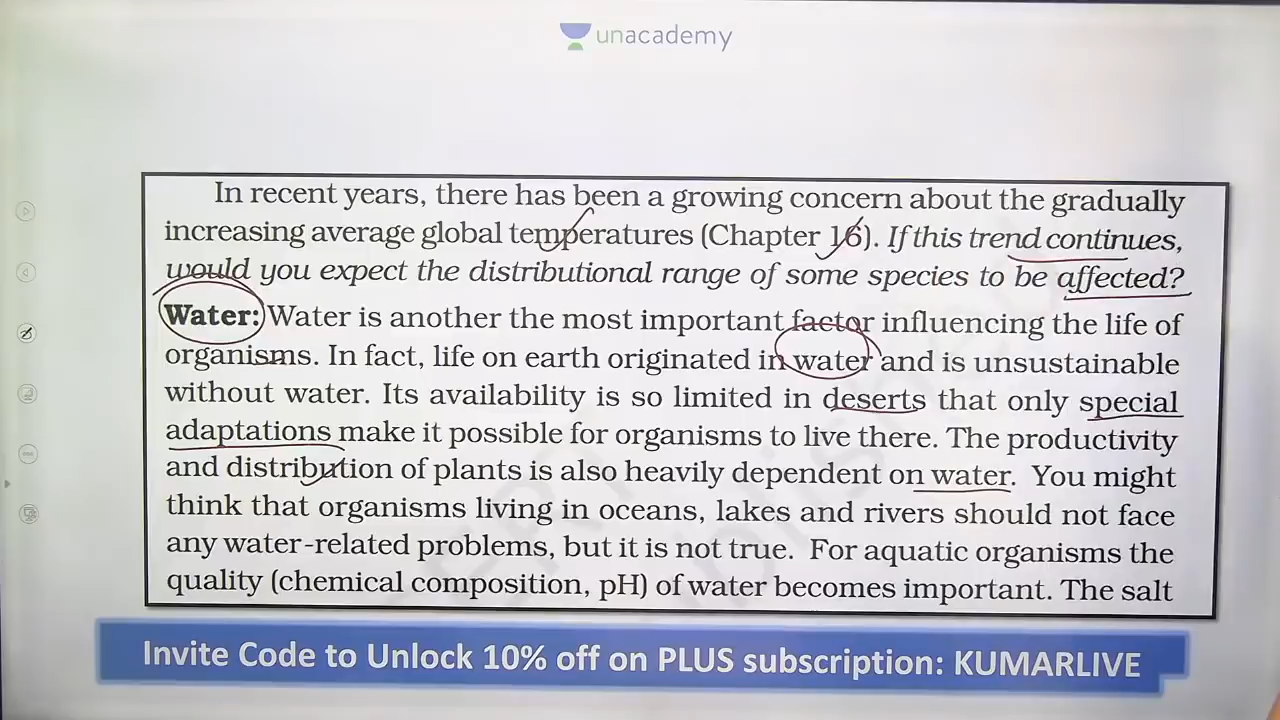 unacademy
In recent years, there has been a growing concern about the gradually
increasing average global temperatures (Chapter 16). If this trend continues,
would you expect the distributional range of some species to be affected?
Water: Water is another the most important factor influencing the life of
organisms. In fact, life on earth originated in water and is unsustainable
without water. Its availability is so limited in deserts that only special
adaptations make it possible for organisms to live there. The productivity
and distribution of plants is also heavily dependent on water. You might
think that organisms living in oceans, lakes and rivers should not face
any water-related problems, but it is not true. For aquatic organisms the
quality (chemical composition, pH) of water becomes important. The salt
Invite Code to Unlock 10% off on PLUS subscription: KUMARLIVE